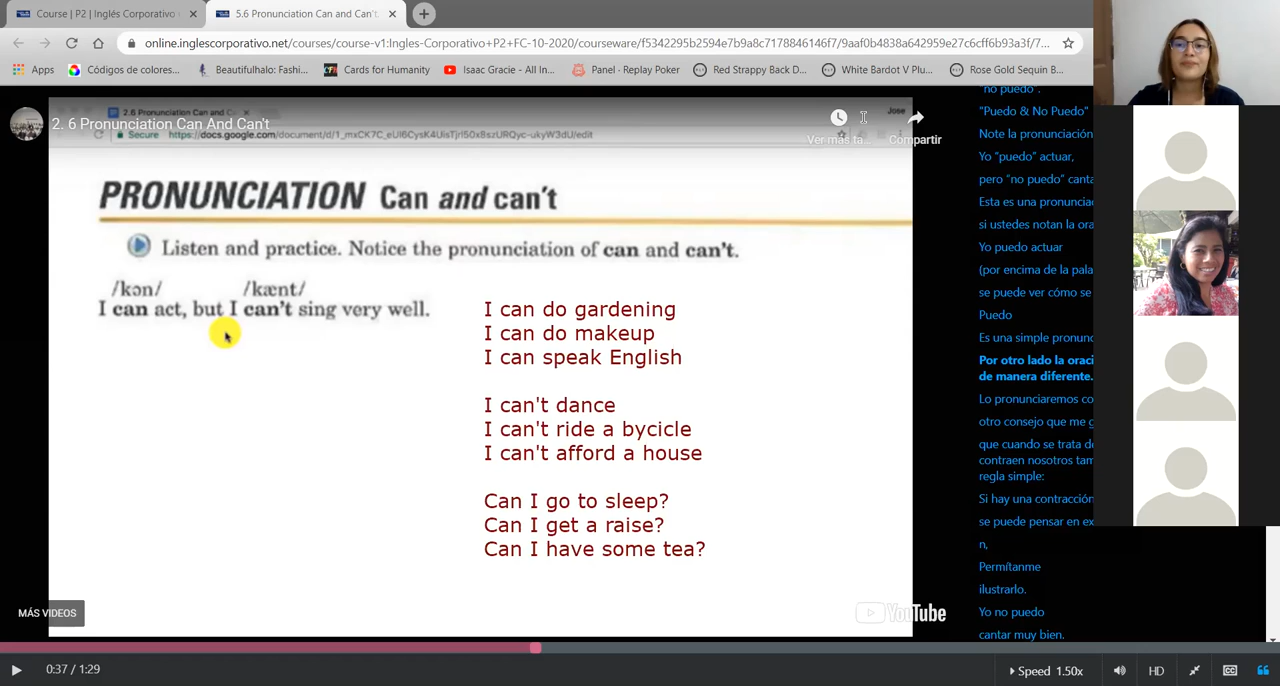 Course | P2 | Inglés Corporativo
5.6 Pronunciation Can and Can't
online.inglescorporativo.net/courses/course-v1:Ingles-Corporativo+P2+FC-10-2020/courseware/f5342295b2594e7b9a8c7178846146f7/9aaf0b4838a642959e27c6cff6b93a3f/7...
Apps
Códigos de colores...
Beautifulhalo: Fashi...
Cards for Humanity
Isaac Gracie - All In...
Panel · Replay Poker
Red Strappy Back D...
White Bardot V Plu...
Rose Gold Sequin B...
2.6 Pronunciation Can and Co
Jose
2. 6 Pronunciation Can And Can't
Secure
Ver más ta...
Compartir
PRONUNCIATION Can and can't
Listen and practice. Notice the pronunciation of can and can't.
/kən/ /kænt/
I can act, but I can't sing very well.
I can do gardening
I can do makeup
I can speak English
I can't dance
I can't ride a bycicle
I can't afford a house
Can I go to sleep?
Can I get a raise?
Can I have some tea?
MÁS VIDEOS
YouTube
"no puedo".
"Puedo & No Puedo"
Note la pronunciación
Yo "puedo" actuar,
pero "no puedo" canta
Esta es una pronuncia
si ustedes notan la ora
Yo puedo actuar
(por encima de la pala
se puede ver cómo se
Puedo
Es una simple pronunc
Por otro lado la oraci
de manera diferente.
Lo pronunciaremos co
otro consejo que me g
que cuando se trata d
contraen nosotros tam
regla simple:
Si hay una contracción
se puede pensar en ex
n,
Permítanme
ilustrarlo.
Yo no puedo
cantar muy bien.
0:37 / 1:29
Speed 1.50x
HD
CC